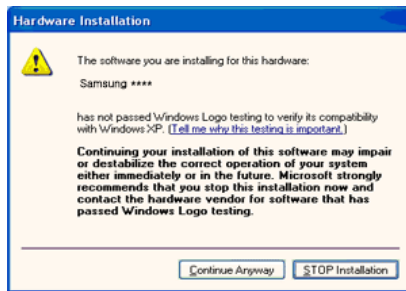 Hardware Installation
The software you are installing for this hardware:
Samsung ****
has not passed Windows Logo testing to verify its compatibility
with Windows XP. (Tell me why this testing is important.)
Continuing your installation of this software may impair
or destabilize the correct operation of your system
either immediately or in the future. Microsoft strongly
recommends that you stop this installation now and
contact the hardware vendor for software that has
passed Windows Logo testing.
Continue Anyway STOP Installation